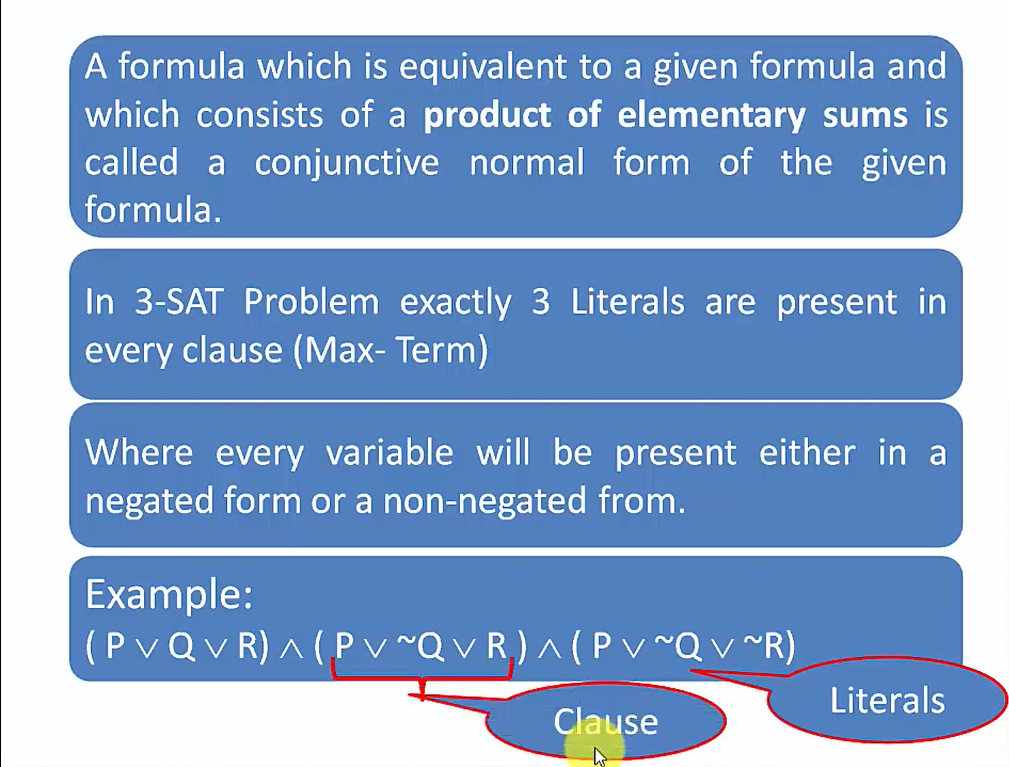 A formula which is equivalent to a given formula and
which consists of a product of elementary sums is
called a conjunctive normal form of the given
formula.
In 3-SAT Problem exactly 3 Literals are present in
every clause (Max- Term)
Where every variable will be present either in a
negated form or a non-negated from.
Example:
( P ∨ Q ∨ R) ∧ ( P ∨ ~Q ∨ R ) ∧ ( P ∨ ~Q ∨ ~R)
Literals
Clause